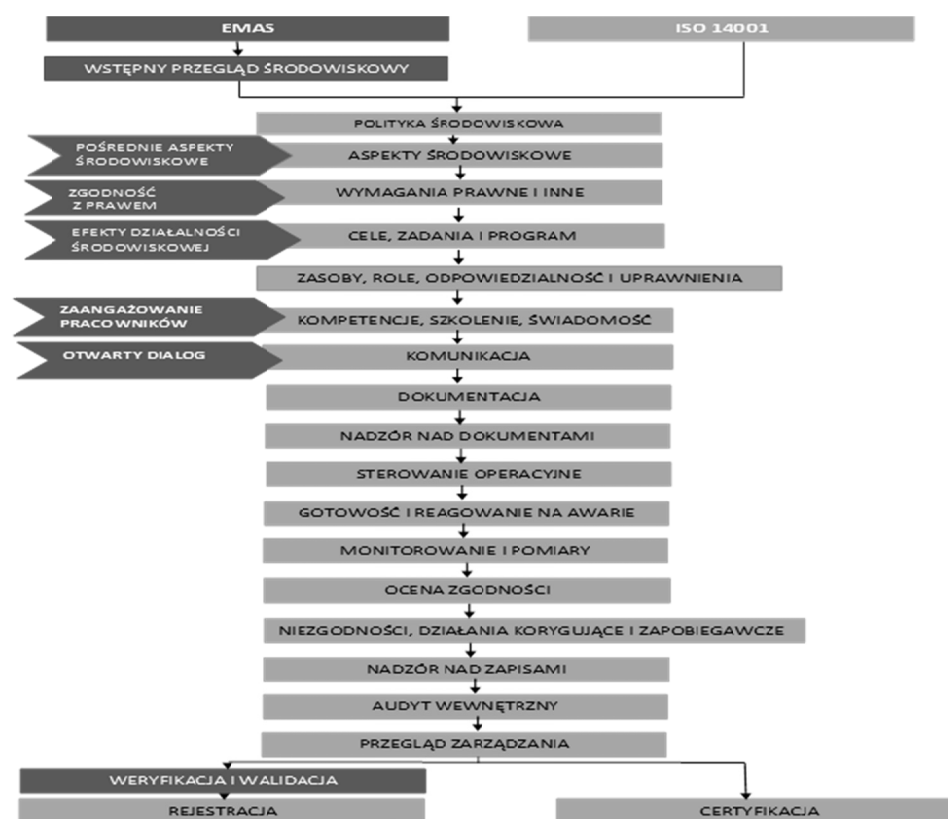 EMAS
ISO 14001
WSTĘPNY PRZEGLĄD ŚRODOWISKOWY
POLITYKA ŚRODOWISKOWA
POŚREDNIE ASPEKTY
ŚRODOWISKOWE
ASPEKTY ŚRODOWISKOWE
ZGODNOŚĆ
Z PRAWEM
WYMAGANIA PRAWNE I INNE
EFEKTY DZIAŁALNOŚCI
ŚRODOWISKOWEJ
CELE, ZADANIA I PROGRAM
ZASOBY, ROLE, ODPOWIEDZIALNOŚĆ I UPRAWNIENIA
ZAANGAŻOWANIE
PRACOWNIKÓW
KOMPETENCJE, SZKOLENIE, ŚWIADOMOŚĆ
OTWARTY DIALOG
KOMUNIKACJA
DOKUMENTACJA
NADZÓR NAD DOKUMENTAMI
STEROWANIE OPERACYJNE
GOTOWOŚĆ I REAGOWANIE NA AWARIE
MONITOROWANIE I POMIARY
OCENA ZGODNOŚCI
NIEZGODNOŚCI, DZIAŁANIA KORYGUJĄCE I ZAPOBIEGAWCZE
NADZÓR NAD ZAPISAMI
AUDYT WEWNĘTRZNY
PRZEGLĄD ZARZĄDZANIA
WERYFIKACJA I WALIDACJA
REJESTRACJA
CERTYFIKACJA